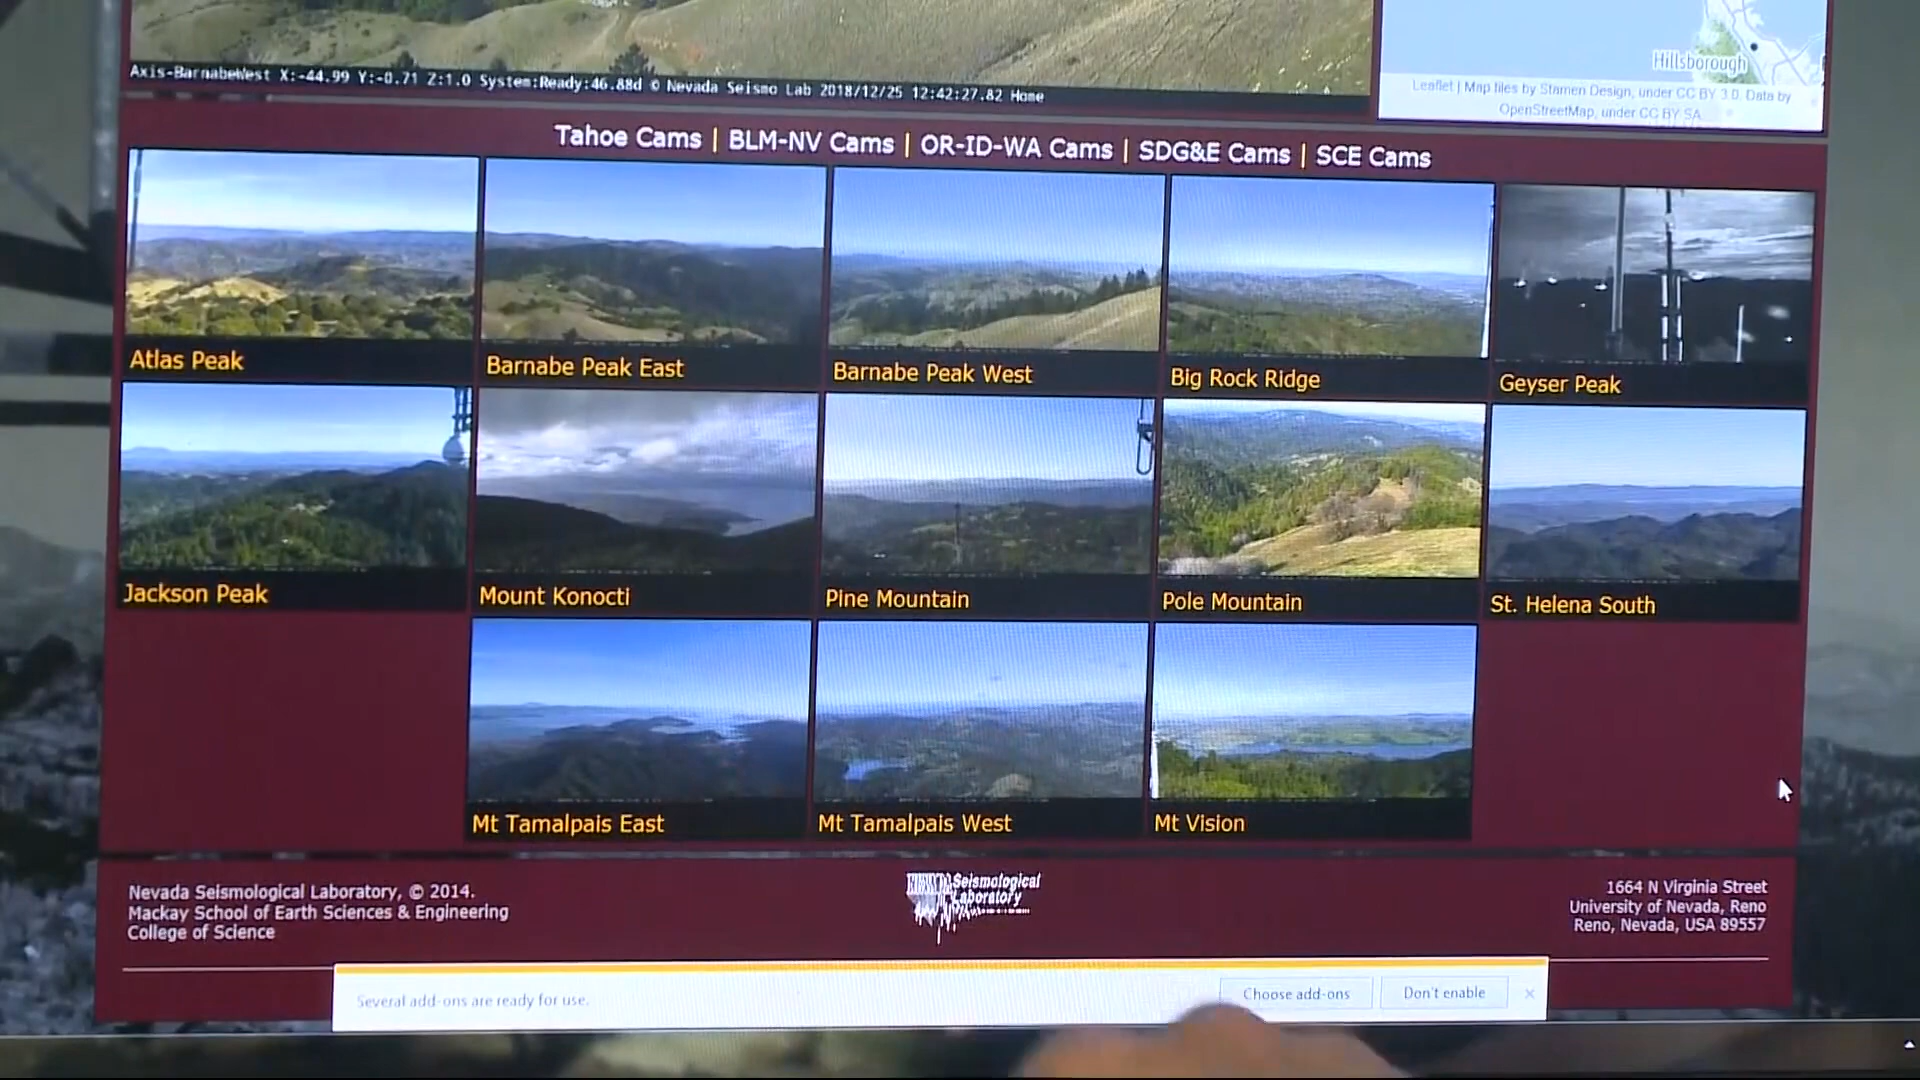 Hillsborough
Axis-BarnabeWest X:-44.99 Y:-0.71 Z:1.0 System:Ready:46.88d © Nevada Seismo Lab 2018/12/25 12:42:27.82 Home
Leaflet | Map tiles by Stamen Design, under CC BY 3.0. Data by
OpenStreetMap, under CC BY SA
Tahoe Cams | BLM-NV Cams | OR-ID-WA Cams | SDG&E Cams | SCE Cams
Atlas Peak
Barnabe Peak East
Barnabe Peak West
Big Rock Ridge
Geyser Peak
Jackson Peak
Mount Konocti
Pine Mountain
Pole Mountain
St. Helena South
Mt Tamalpais East
Mt Tamalpais West
Mt Vision
Nevada Seismological Laboratory, © 2014.
Mackay School of Earth Sciences & Engineering
College of Science
Seismological
Laboratory
1664 N Virginia Street
University of Nevada, Reno
Reno, Nevada, USA 89557
Several add-ons are ready for use.
Choose add-ons
Don't enable